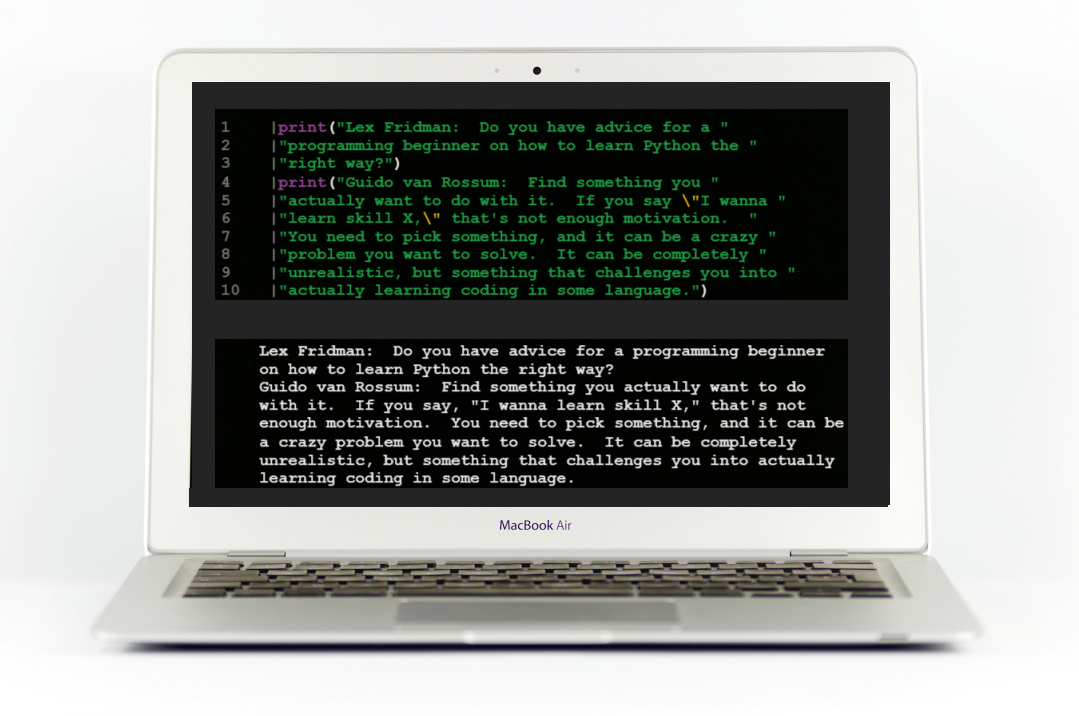 1 |print("Lex Fridman:  Do you have advice for a "
2 |"programming beginner on how to learn Python the "
3 |"right way?")
4 |print("Guido van Rossum:  Find something you "
5 |"actually want to do with it.  If you say \"I wanna "
6 |"learn skill X,\" that's not enough motivation.  "
7 |"You need to pick something, and it can be a crazy "
8 |"problem you want to solve.  It can be completely "
9 |"unrealistic, but something that challenges you into "
10 |"actually learning coding in some language.")
Lex Fridman:  Do you have advice for a programming beginner
on how to learn Python the right way?
Guido van Rossum:  Find something you actually want to do
with it.  If you say, "I wanna learn skill X," that's not
enough motivation.  You need to pick something, and it can be
a crazy problem you want to solve.  It can be completely
unrealistic, but something that challenges you into actually
learning coding in some language.
MacBook Air